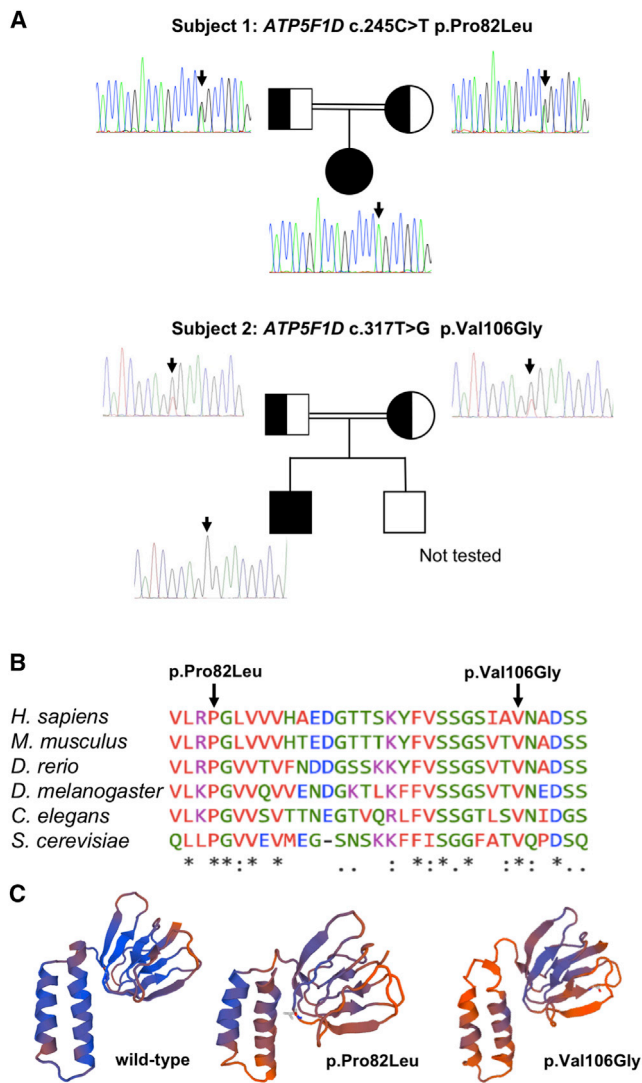 A
Subject 1: ATP5F1D c.245C>T p.Pro82Leu
Subject 2: ATP5F1D c.317T>G p.Val106Gly
Not tested
B
p.Pro82Leu p.Val106Gly
H. sapiens VLRPGLVVVHAEDGTTSKYFVSSGSIAVNADSS
M. musculus VLRPGLVVVHTEDGTTTKYFVSSGSVTVNADSS
D. rerio VLRPGVVTVFNDDGSSKKYFVSSGSVTVNADSS
D. melanogaster VLKPGVVQVVENDGKTLKFFVSSGSVTVNEDSS
C. elegans VLKPGVVSVTTNEGTVQRLFVSSGTLSVNIDGS
S. cerevisiae QLLPGVVEVMEG-SNSKKFFISGGFATVQPDSQ
* **:* * .. : *:*.* :*: *..
C
wild-type
p.Pro82Leu
p.Val106Gly